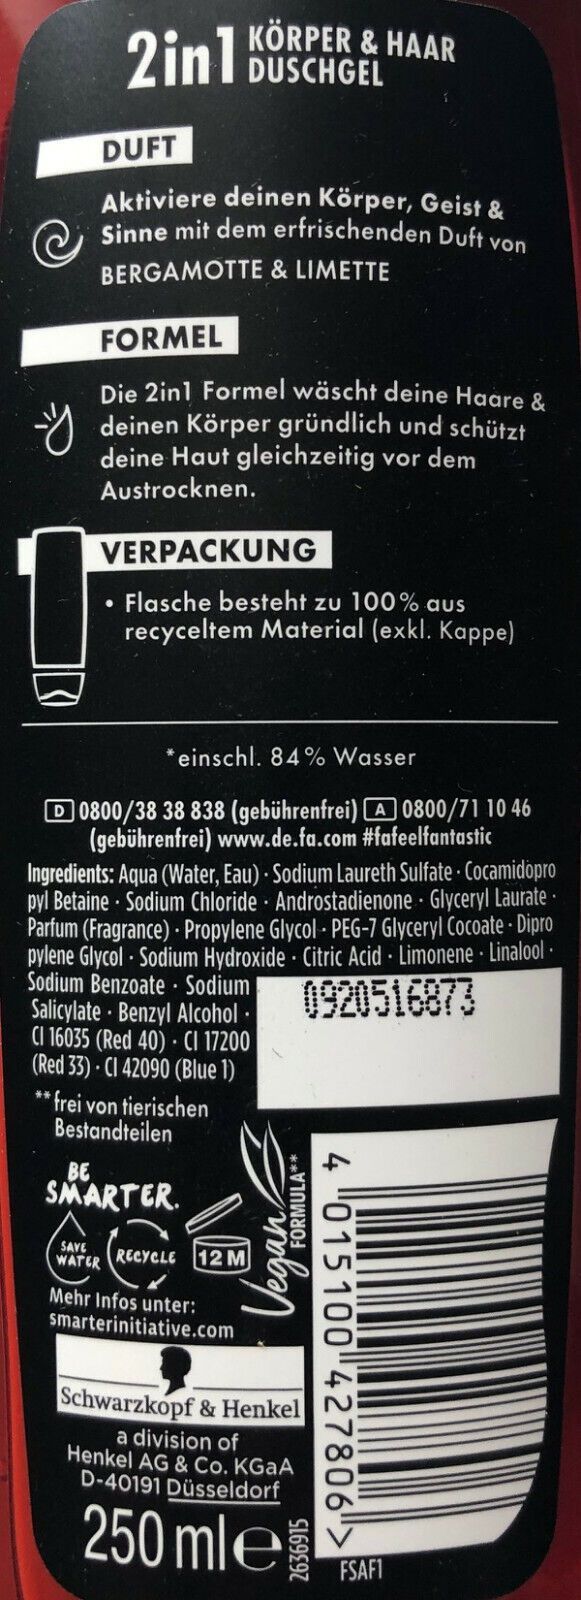 2in1 KÖRPER & HAAR
DUSCHGEL
DUFT
Aktiviere deinen Körper, Geist &
Sinne mit dem erfrischenden Duft von
BERGAMOTTE & LIMETTE
FORMEL
Die 2in1 Formel wäscht deine Haare &
deinen Körper gründlich und schützt
deine Haut gleichzeitig vor dem
Austrocknen.
VERPACKUNG
• Flasche besteht zu 100% aus
recyceltem Material (exkl. Kappe)
*einschl. 84% Wasser
D 0800/38 38 838 (gebührenfrei) A 0800/71 10 46
(gebührenfrei) www.de.fa.com #fafeelfantastic
Ingredients: Aqua (Water, Eau) · Sodium Laureth Sulfate · Cocamidopro
pyl Betaine · Sodium Chloride · Androstadienone · Glyceryl Laurate ·
Parfum (Fragrance) · Propylene Glycol · PEG-7 Glyceryl Cocoate · Dipro
pylene Glycol · Sodium Hydroxide · Citric Acid · Limonene · Linalool ·
Sodium Benzoate · Sodium
Salicylate · Benzyl Alcohol ·
CI 16035 (Red 40) · CI 17200
(Red 33) · CI 42090 (Blue 1)
0920516873
**frei von tierischen
Bestandteilen
BE
SMARTER.
SAVE
WATER
RECYCLE
12 M
Vegan
FORMULA**
Mehr Infos unter:
smarterinitiative.com
Schwarzkopf & Henkel
a division of
Henkel AG & Co. KGaA
D-40191 Düsseldorf
250 ml e
2636915
4 015100 427806 >
FSAF1